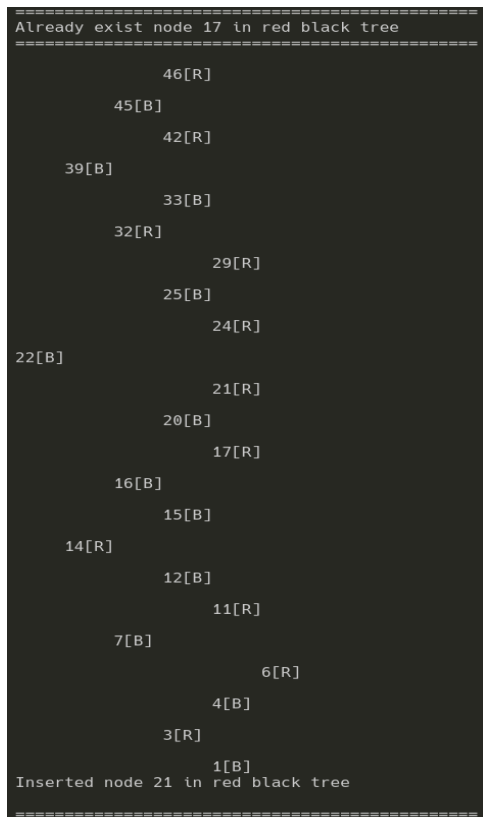 ===============================================
Already exist node 17 in red black tree
===============================================
46[R]
45[B]
42[R]
39[B]
33[B]
32[R]
29[R]
25[B]
24[R]
22[B]
21[R]
20[B]
17[R]
16[B]
15[B]
14[R]
12[B]
11[R]
7[B]
6[R]
4[B]
3[R]
1[B]
Inserted node 21 in red black tree
===============================================